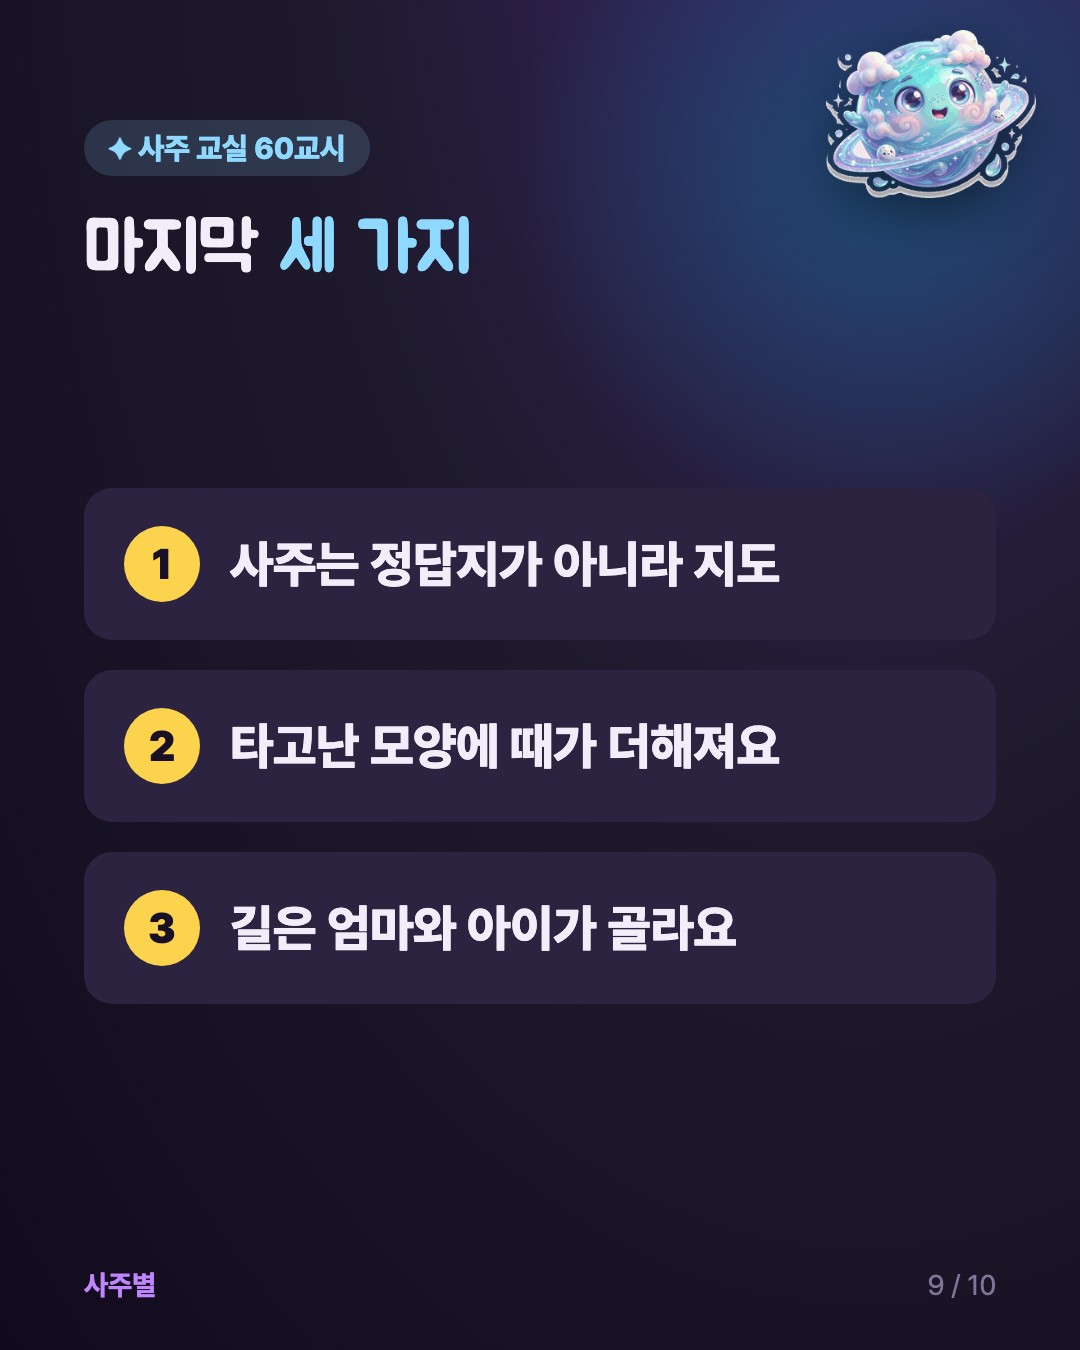 ✦ 사주 교실 60교시
마지막 세 가지
1 사주는 정답지가 아니라 지도
2 타고난 모양에 때가 더해져요
3 길은 엄마와 아이가 골라요
사주별
9 / 10